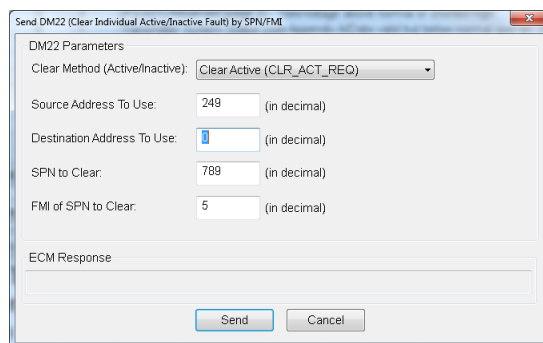 Send DM22 (Clear Individual Active/Inactive Fault) by SPN/FMI
DM22 Parameters
Clear Method (Active/Inactive): Clear Active (CLR_ACT_REQ)
Source Address To Use: 249 (in decimal)
Destination Address To Use: 0 (in decimal)
SPN to Clear: 789 (in decimal)
FMI of SPN to Clear: 5 (in decimal)
ECM Response
Send Cancel